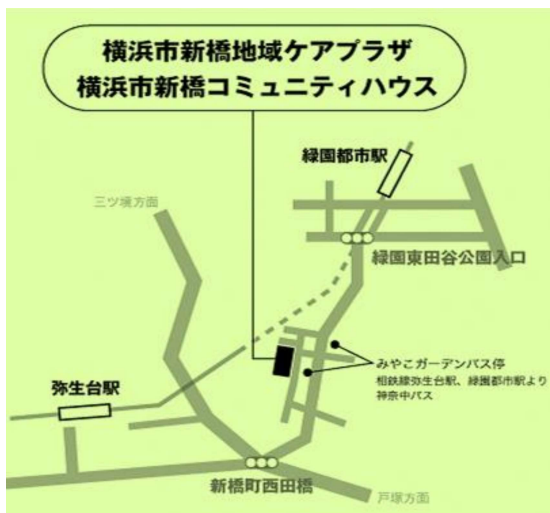 横浜市新橋地域ケアプラザ
横浜市新橋コミュニティハウス
緑園都市駅
三ツ境方面
緑園東田谷公園入口
みやこガーデンバス停
相鉄線弥生台駅、緑園都市駅より
神奈中バス
弥生台駅
新橋町西田橋
戸塚方面